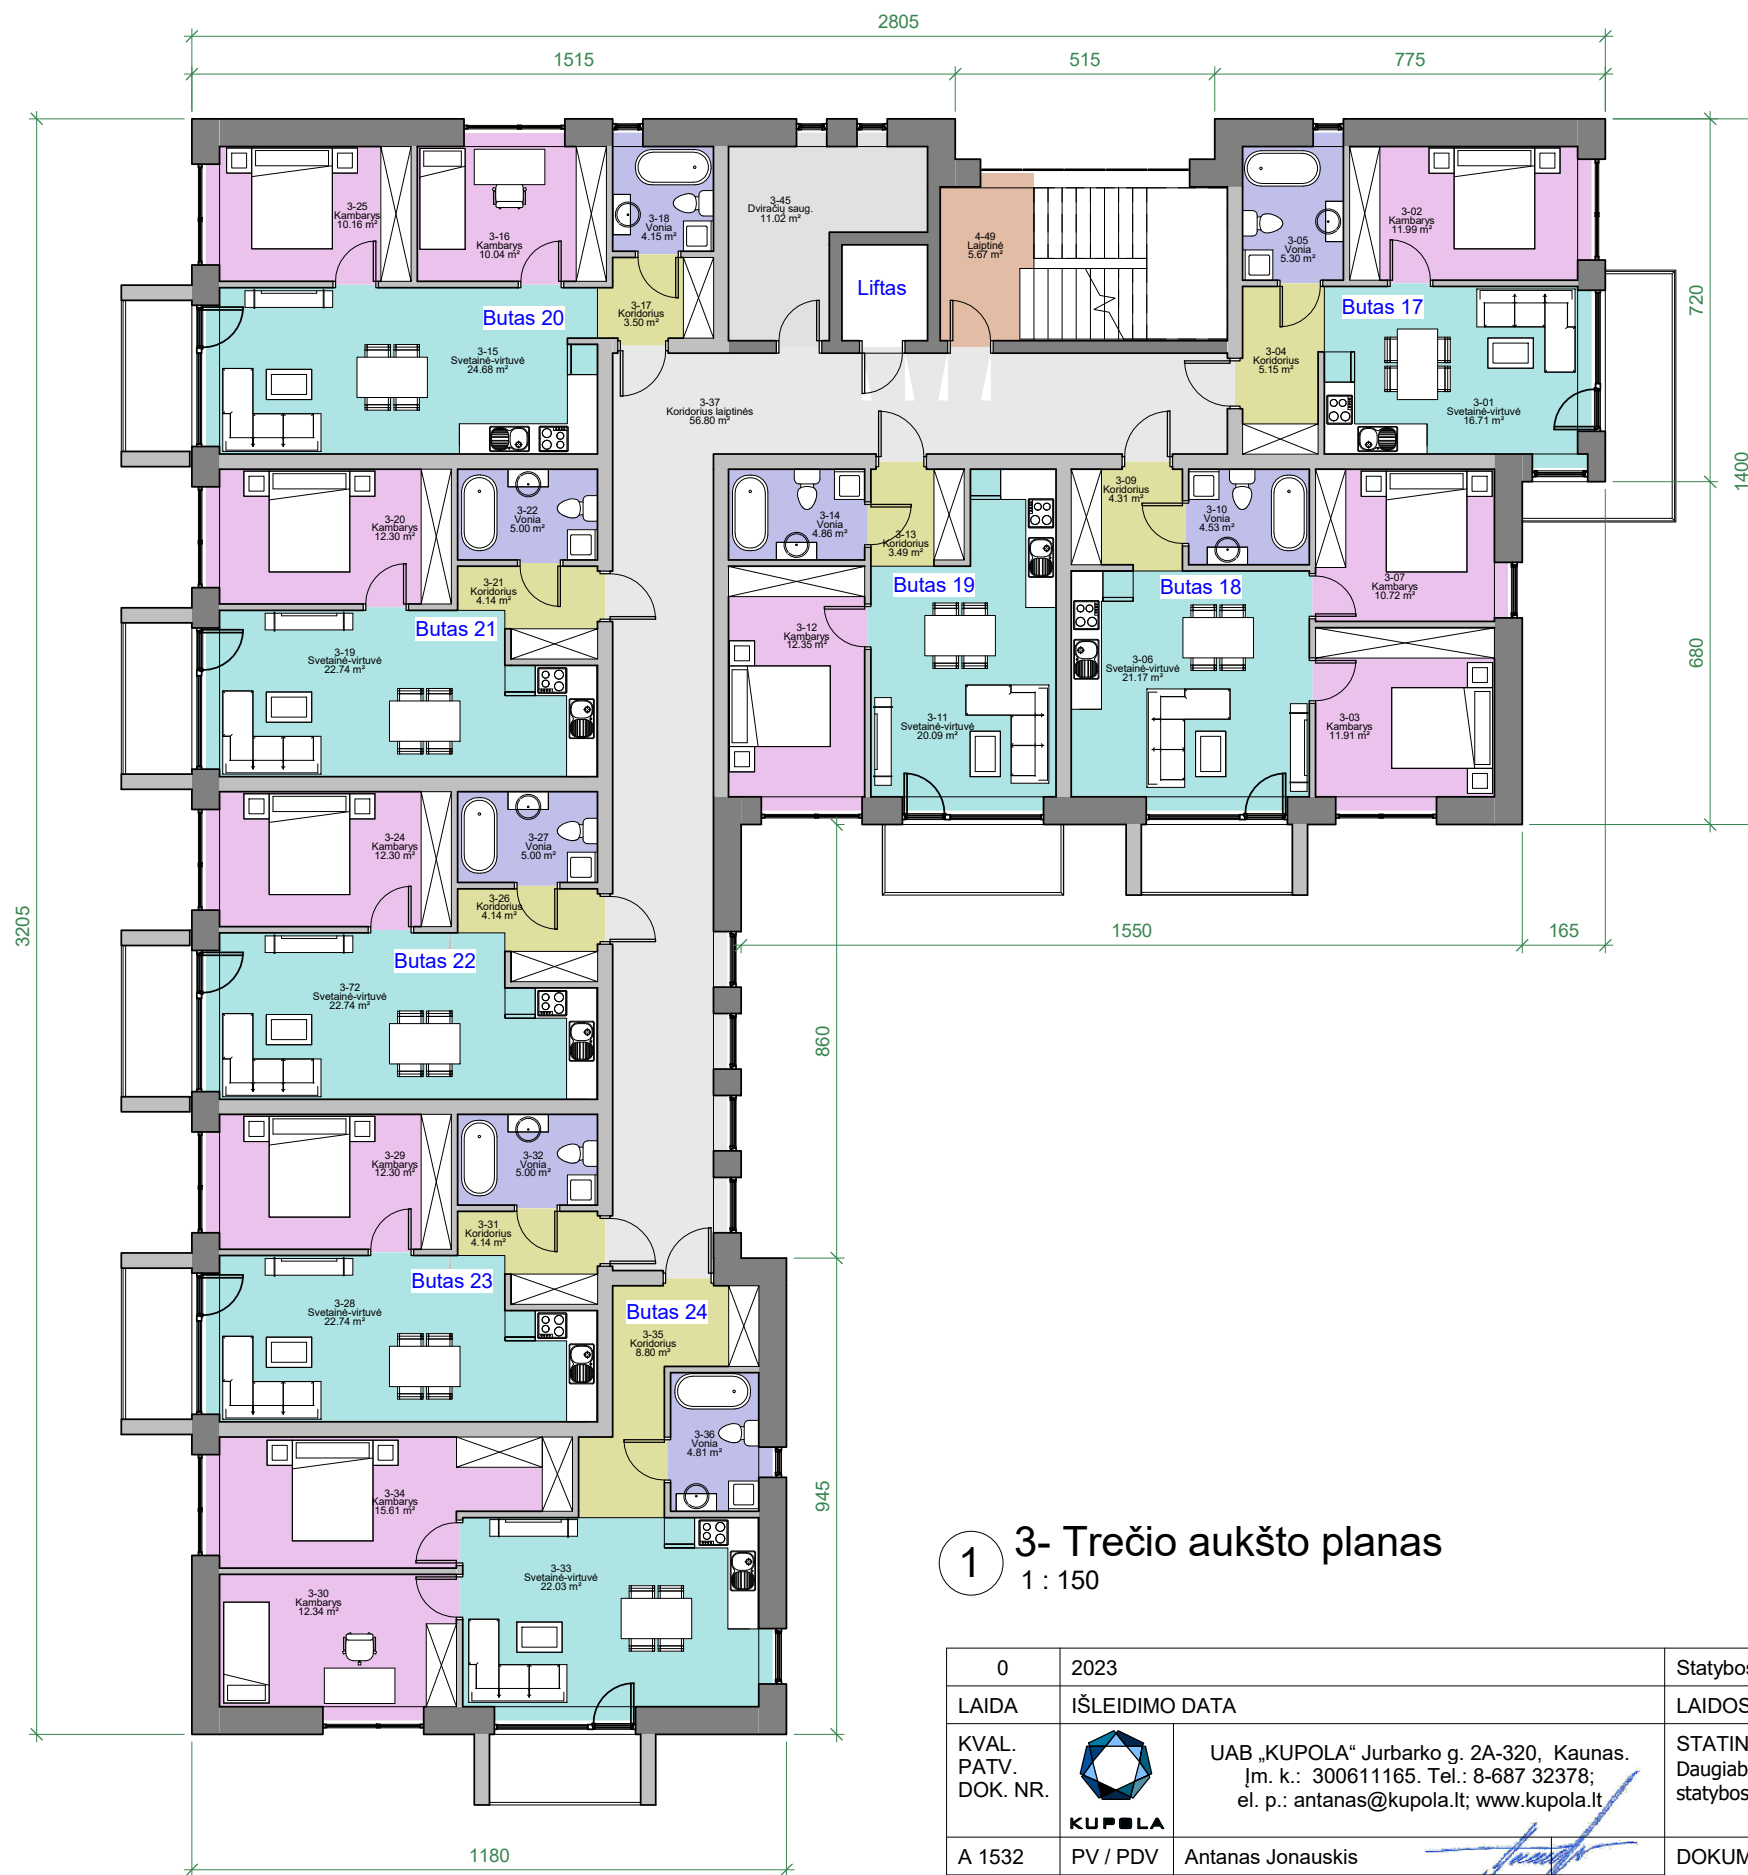 2805
1515
515
775
3-25
Kambarys
10.16 m²
3-16
Kambarys
10.04 m²
3-18
Vonia
4.15 m²
3-45
Dviračių saug.
11.02 m²
4-49
Laiptinė
5.67 m²
3-05
Vonia
5.30 m²
3-02
Kambarys
11.99 m²
Liftas
Butas 20
3-17
Koridorius
3.50 m²
Butas 17
720
3-15
Svetainė-virtuvė
24.68 m²
3-04
Koridorius
5.15 m²
3-37
Koridorius laiptinės
56.80 m²
3-01
Svetainė-virtuvė
16.71 m²
1400
3-20
Kambarys
12.30 m²
3-22
Vonia
5.00 m²
3-14
Vonia
4.86 m²
3-13
Koridorius
3.49 m²
3-09
Koridorius
4.31 m²
3-10
Vonia
4.53 m²
3-21
Koridorius
4.14 m²
Butas 19
Butas 18
3-07
Kambarys
10.72 m²
Butas 21
3-12
Kambarys
12.35 m²
680
3-19
Svetainė-virtuvė
22.74 m²
3-06
Svetainė-virtuvė
21.17 m²
3-11
Svetainė-virtuvė
20.09 m²
3-03
Kambarys
11.91 m²
3-24
Kambarys
12.30 m²
3-27
Vonia
5.00 m²
3205
3-26
Koridorius
4.14 m²
1550
165
Butas 22
3-72
Svetainė-virtuvė
22.74 m²
860
3-29
Kambarys
12.30 m²
3-32
Vonia
5.00 m²
3-31
Koridorius
4.14 m²
Butas 23
3-28
Svetainė-virtuvė
22.74 m²
Butas 24
3-35
Koridorius
8.80 m²
3-36
Vonia
4.81 m²
3-34
Kambarys
15.61 m²
945
3-33
Svetainė-virtuvė
22.03 m²
3-30
Kambarys
12.34 m²
1180
1 3- Trečio aukšto planas
1 : 150
0 2023 Statybos
LAIDA IŠLEIDIMO DATA LAIDOS
KVAL.
PATV.
DOK. NR.
KUPOLA
UAB „KUPOLA“ Jurbarko g. 2A-320, Kaunas.
Įm. k.: 300611165. Tel.: 8-687 32378;
el. p.: antanas@kupola.lt; www.kupola.lt
STATIN
Daugiab
statybos
A 1532 PV / PDV Antanas Jonauskis DOKUM